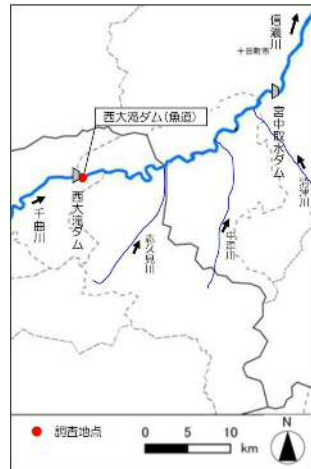 信濃川
十日町市
西大滝ダム(魚道)
宮中取水ダム
西大滝ダム
千曲川
志久見川
中津川
清津川
調査地点
0 5 10
km
N